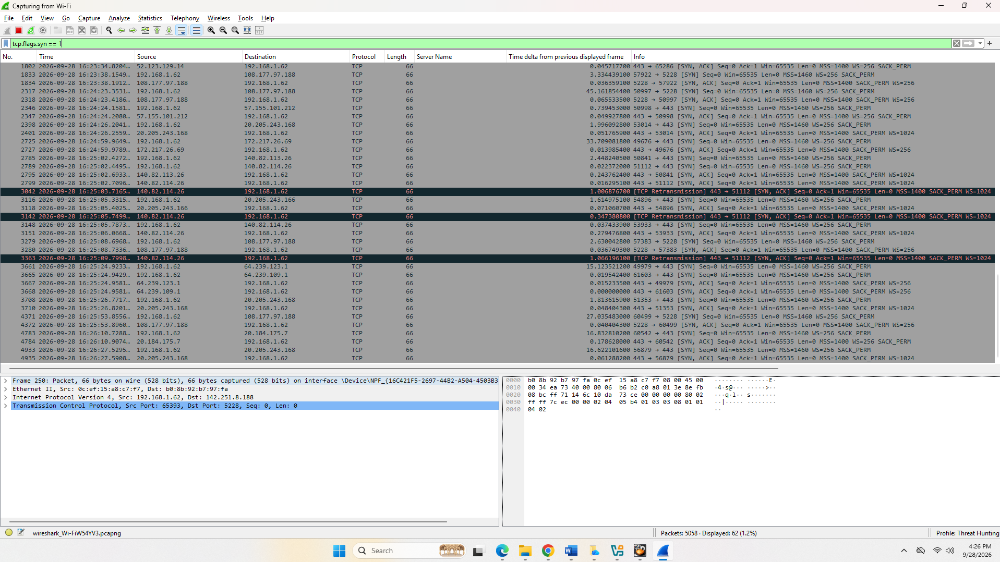 Capturing from Wi-Fi
File Edit View Go Capture Analyze Statistics Telephony Wireless Tools Help
tcp.flags.syn == 1
No. Time Source Destination Protocol Length Server Name Time delta from previous displayed frame Info
1802 2026-09-28 16:23:34.8204… 52.123.129.14 192.168.1.62 TCP 66 0.045717700 443 → 65286 [SYN, ACK] Seq=0 Ack=1 Win=65535 Len=0 MSS=1400 WS=256 SACK_PERM
1833 2026-09-28 16:23:38.1549… 192.168.1.62 108.177.97.188 TCP 66 3.334439100 57922 → 5228 [SYN] Seq=0 Win=65535 Len=0 MSS=1460 WS=256 SACK_PERM
1834 2026-09-28 16:23:38.1912… 108.177.97.188 192.168.1.62 TCP 66 0.036359100 5228 → 57922 [SYN, ACK] Seq=0 Ack=1 Win=65535 Len=0 MSS=1400 SACK_PERM WS=256
2317 2026-09-28 16:24:23.3531… 192.168.1.62 108.177.97.188 TCP 66 45.161854400 50997 → 5228 [SYN] Seq=0 Win=65535 Len=0 MSS=1460 WS=256 SACK_PERM
2318 2026-09-28 16:24:23.4186… 108.177.97.188 192.168.1.62 TCP 66 0.065533500 5228 → 50997 [SYN, ACK] Seq=0 Ack=1 Win=65535 Len=0 MSS=1400 SACK_PERM WS=256
2346 2026-09-28 16:24:24.1581… 192.168.1.62 57.155.101.212 TCP 66 0.739453000 50998 → 443 [SYN] Seq=0 Win=65535 Len=0 MSS=1460 WS=256 SACK_PERM
2347 2026-09-28 16:24:24.2080… 57.155.101.212 192.168.1.62 TCP 66 0.049927800 443 → 50998 [SYN, ACK] Seq=0 Ack=1 Win=65535 Len=0 MSS=1400 WS=256 SACK_PERM
2398 2026-09-28 16:24:26.2041… 192.168.1.62 20.205.243.168 TCP 66 1.996092800 53014 → 443 [SYN] Seq=0 Win=65535 Len=0 MSS=1460 WS=256 SACK_PERM
2401 2026-09-28 16:24:26.2559… 20.205.243.168 192.168.1.62 TCP 66 0.051765900 443 → 53014 [SYN, ACK] Seq=0 Ack=1 Win=65535 Len=0 MSS=1400 SACK_PERM WS=1024
2725 2026-09-28 16:24:59.9649… 192.168.1.62 172.217.26.69 TCP 66 33.709081800 49676 → 443 [SYN] Seq=0 Win=65535 Len=0 MSS=1460 WS=256 SACK_PERM
2727 2026-09-28 16:24:59.9789… 172.217.26.69 192.168.1.62 TCP 66 0.013985400 443 → 49676 [SYN, ACK] Seq=0 Ack=1 Win=65535 Len=0 MSS=1400 SACK_PERM WS=256
2785 2026-09-28 16:25:02.4272… 192.168.1.62 140.82.113.26 TCP 66 2.448240500 50841 → 443 [SYN] Seq=0 Win=65535 Len=0 MSS=1460 WS=256 SACK_PERM
2789 2026-09-28 16:25:02.4495… 192.168.1.62 140.82.114.26 TCP 66 0.022372000 51112 → 443 [SYN] Seq=0 Win=65535 Len=0 MSS=1460 WS=256 SACK_PERM
2795 2026-09-28 16:25:02.6933… 140.82.113.26 192.168.1.62 TCP 66 0.243762400 443 → 50841 [SYN, ACK] Seq=0 Ack=1 Win=65535 Len=0 MSS=1400 SACK_PERM WS=1024
2799 2026-09-28 16:25:02.7096… 140.82.114.26 192.168.1.62 TCP 66 0.016295100 443 → 51112 [SYN, ACK] Seq=0 Ack=1 Win=65535 Len=0 MSS=1400 SACK_PERM WS=1024
3042 2026-09-28 16:25:03.7165… 140.82.114.26 192.168.1.62 TCP 66 1.006876700 [TCP Retransmission] 443 → 51112 [SYN, ACK] Seq=0 Ack=1 Win=65535 Len=0 MSS=1400 SACK_PERM WS=1024
3116 2026-09-28 16:25:05.3315… 192.168.1.62 20.205.243.166 TCP 66 1.614975100 54896 → 443 [SYN] Seq=0 Win=65535 Len=0 MSS=1460 WS=256 SACK_PERM
3118 2026-09-28 16:25:05.4025… 20.205.243.166 192.168.1.62 TCP 66 0.071060700 443 → 54896 [SYN, ACK] Seq=0 Ack=1 Win=65535 Len=0 MSS=1400 SACK_PERM WS=1024
3142 2026-09-28 16:25:05.7499… 140.82.114.26 192.168.1.62 TCP 66 0.347380800 [TCP Retransmission] 443 → 51112 [SYN, ACK] Seq=0 Ack=1 Win=65535 Len=0 MSS=1400 SACK_PERM WS=1024
3148 2026-09-28 16:25:05.7873… 192.168.1.62 140.82.114.26 TCP 66 0.037433900 53933 → 443 [SYN] Seq=0 Win=65535 Len=0 MSS=1460 WS=256 SACK_PERM
3151 2026-09-28 16:25:06.0668… 140.82.114.26 192.168.1.62 TCP 66 0.279476800 443 → 53933 [SYN, ACK] Seq=0 Ack=1 Win=65535 Len=0 MSS=1400 SACK_PERM WS=1024
3279 2026-09-28 16:25:08.6968… 192.168.1.62 108.177.97.188 TCP 66 2.630042800 57383 → 5228 [SYN] Seq=0 Win=65535 Len=0 MSS=1460 WS=256 SACK_PERM
3280 2026-09-28 16:25:08.7336… 108.177.97.188 192.168.1.62 TCP 66 0.036749300 5228 → 57383 [SYN, ACK] Seq=0 Ack=1 Win=65535 Len=0 MSS=1400 SACK_PERM WS=256
3363 2026-09-28 16:25:09.7998… 140.82.114.26 192.168.1.62 TCP 66 1.066196100 [TCP Retransmission] 443 → 51112 [SYN, ACK] Seq=0 Ack=1 Win=65535 Len=0 MSS=1400 SACK_PERM WS=1024
3661 2026-09-28 16:25:24.9233… 192.168.1.62 64.239.123.1 TCP 66 15.123521200 49979 → 443 [SYN] Seq=0 Win=65535 Len=0 MSS=1460 WS=256 SACK_PERM
3665 2026-09-28 16:25:24.9429… 192.168.1.62 64.239.109.1 TCP 66 0.019542400 61603 → 443 [SYN] Seq=0 Win=65535 Len=0 MSS=1460 WS=256 SACK_PERM
3667 2026-09-28 16:25:24.9581… 64.239.123.1 192.168.1.62 TCP 66 0.015233500 443 → 49979 [SYN, ACK] Seq=0 Ack=1 Win=65535 Len=0 MSS=1400 SACK_PERM WS=256
3668 2026-09-28 16:25:24.9581… 64.239.109.1 192.168.1.62 TCP 66 0.000000000 443 → 61603 [SYN, ACK] Seq=0 Ack=1 Win=65535 Len=0 MSS=1400 SACK_PERM WS=256
3708 2026-09-28 16:25:26.7717… 192.168.1.62 20.205.243.168 TCP 66 1.813615900 51353 → 443 [SYN] Seq=0 Win=65535 Len=0 MSS=1460 WS=256 SACK_PERM
3710 2026-09-28 16:25:26.8201… 20.205.243.168 192.168.1.62 TCP 66 0.048404300 443 → 51353 [SYN, ACK] Seq=0 Ack=1 Win=65535 Len=0 MSS=1400 SACK_PERM WS=1024
4371 2026-09-28 16:25:53.8556… 192.168.1.62 108.177.97.188 TCP 66 27.035483000 60499 → 5228 [SYN] Seq=0 Win=65535 Len=0 MSS=1460 WS=256 SACK_PERM
4372 2026-09-28 16:25:53.8960… 108.177.97.188 192.168.1.62 TCP 66 0.040404300 5228 → 60499 [SYN, ACK] Seq=0 Ack=1 Win=65535 Len=0 MSS=1400 SACK_PERM WS=256
4783 2026-09-28 16:26:10.7288… 192.168.1.62 20.184.175.7 TCP 66 16.832810200 60542 → 443 [SYN] Seq=0 Win=65535 Len=0 MSS=1460 WS=256 SACK_PERM
4784 2026-09-28 16:26:10.9074… 20.184.175.7 192.168.1.62 TCP 66 0.178628000 443 → 60542 [SYN, ACK] Seq=0 Ack=1 Win=65535 Len=0 MSS=1400 WS=256 SACK_PERM
4933 2026-09-28 16:26:27.5295… 192.168.1.62 20.205.243.168 TCP 66 16.622101600 56879 → 443 [SYN] Seq=0 Win=65535 Len=0 MSS=1460 WS=256 SACK_PERM
4935 2026-09-28 16:26:27.5908… 20.205.243.168 192.168.1.62 TCP 66 0.061288200 443 → 56879 [SYN, ACK] Seq=0 Ack=1 Win=65535 Len=0 MSS=1400 SACK_PERM WS=1024
Frame 250: Packet, 66 bytes on wire (528 bits), 66 bytes captured (528 bits) on interface \Device\NPF_{16C421F5-2697-44B2-A504-4503B3
Ethernet II, Src: 0c:ef:15:a8:c7:f7, Dst: b0:8b:92:b7:97:fa
Internet Protocol Version 4, Src: 192.168.1.62, Dst: 142.251.8.188
Transmission Control Protocol, Src Port: 65393, Dst Port: 5228, Seq: 0, Len: 0
0000 b0 8b 92 b7 97 fa 0c ef 15 a8 c7 f7 08 00 45 00 ········ ······E·
0010 00 34 ea 73 40 00 80 06 b6 b2 c0 a8 01 3e 8e fb ·4·s@··· ·····>··
0020 08 bc ff 71 14 6c 10 da 73 ce 00 00 00 00 80 02 ···q·l·· s·······
0030 ff ff 7c ec 00 00 02 04 05 b4 01 03 03 08 01 01 ··|····· ········
0040 04 02 ··
wireshark_Wi-FiW54YV3.pcapng
Packets: 5058 · Displayed: 62 (1.2%)
Profile: Threat Hunting
Search
4:26 PM
9/28/2026